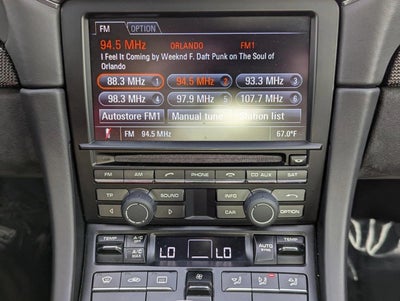 FM OPTION
94.5 MHz ORLANDO FM1
I Feel It Coming by Weeknd F. Daft Punk on The Soul of
Orlando
88.3 MHz 1 94.5 MHz 2 93.3 MHz 3
98.3 MHz 4 97.9 MHz 5 107.7 MHz 6
Autostore FM1 Manual tune Station list
FM 94.5 MHz 67.0°F
FM AM PHONE CD AUX SAT
TP SOUND INFO
CAR OPTION
TEMP A/C OFF LO LO AUTO TEMP
A/C MAX